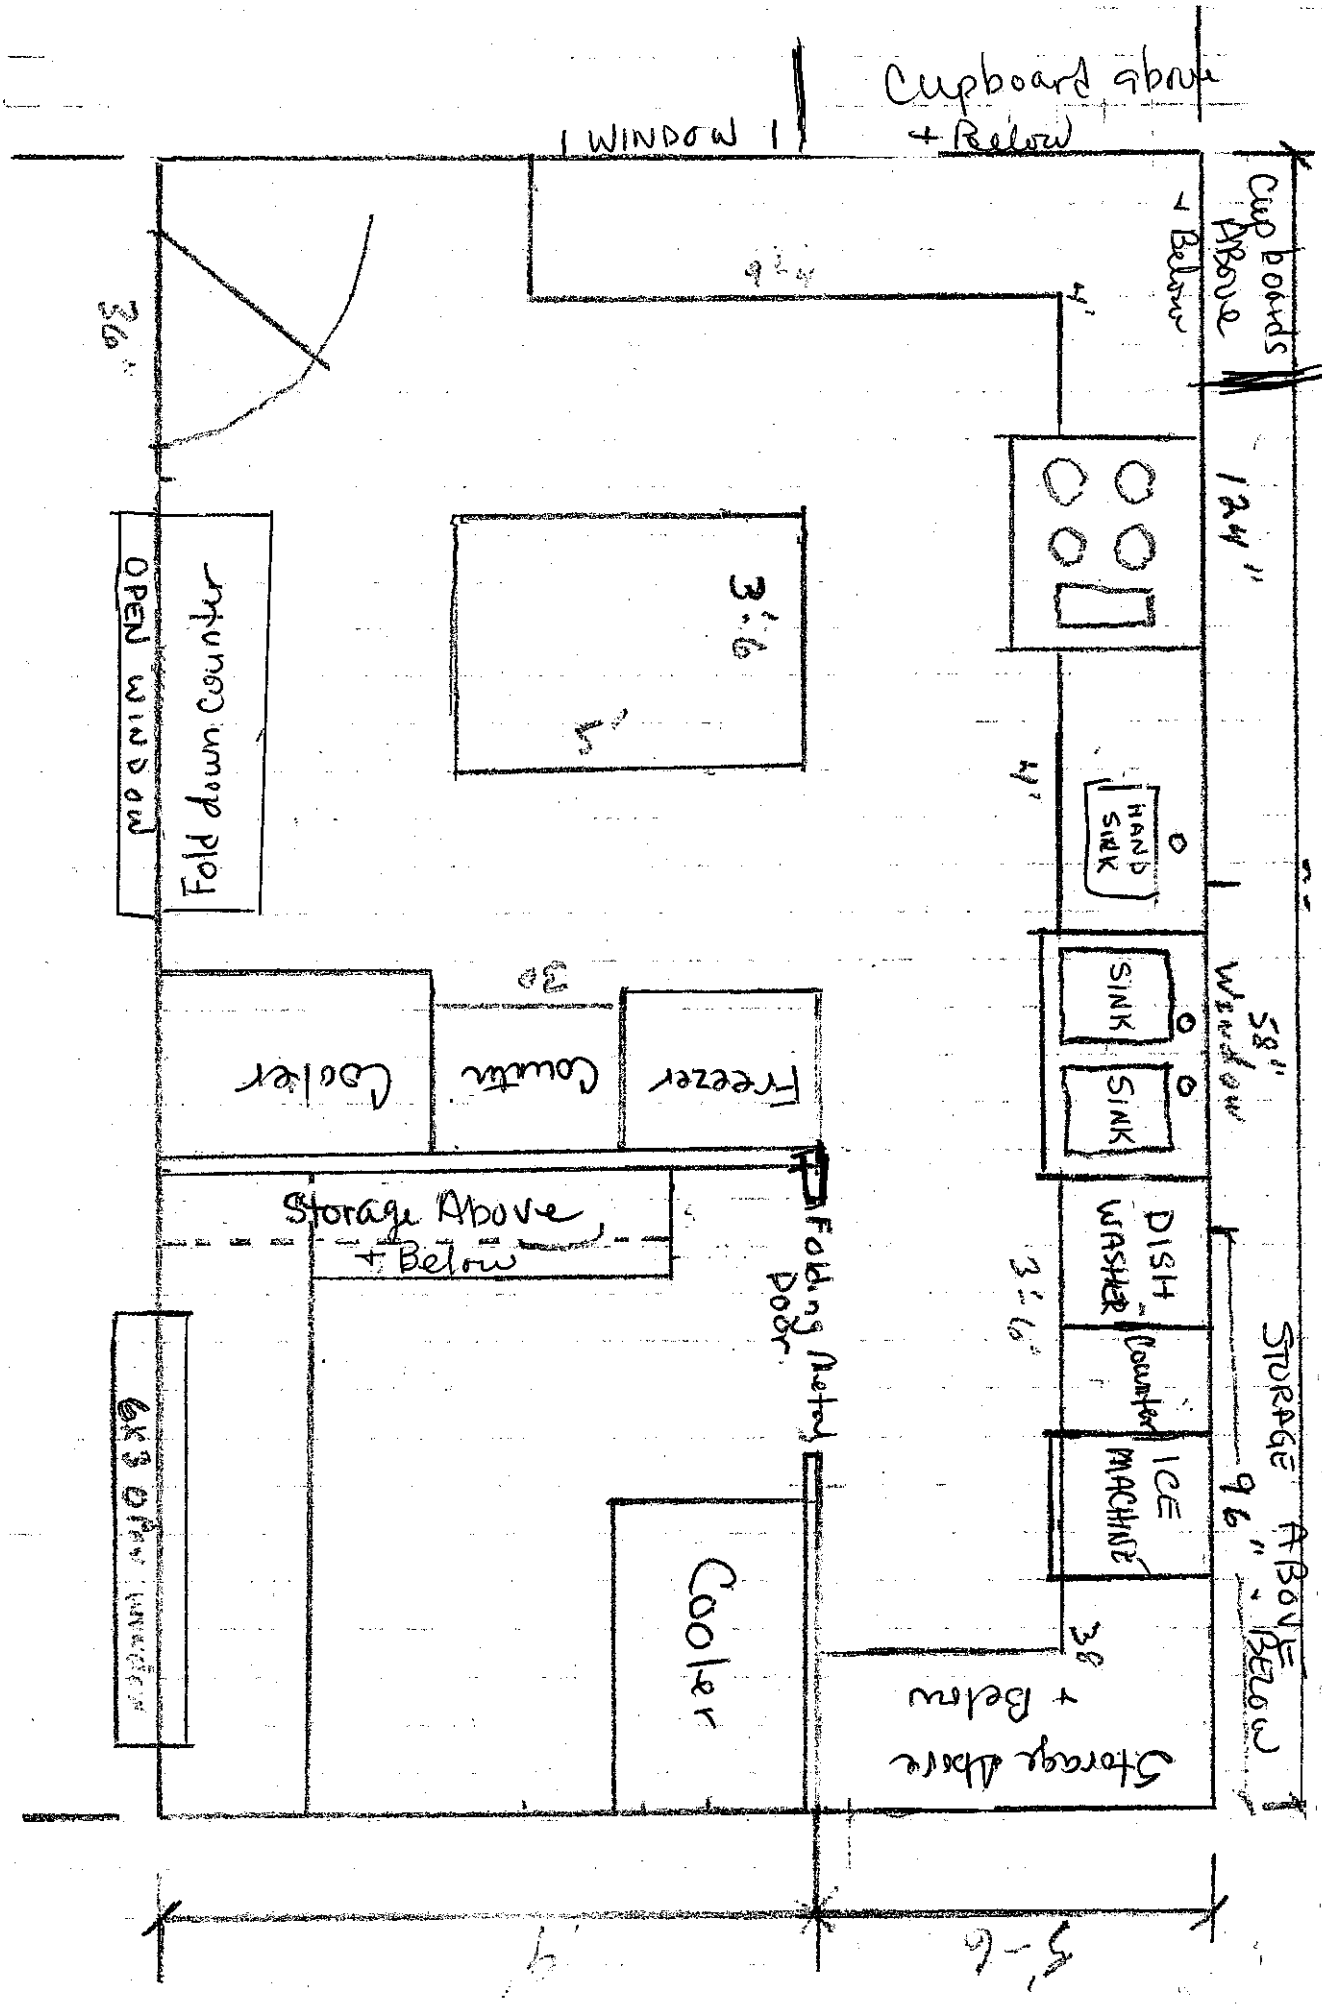 Cupboard above
+ Below
WINDOW
Cupboards
Above
+ Below
36"
4'
124"
3'-6
5'
OPEN WINDOW
Fold down counter
4'
HAND
SINK
58"
Window
SINK
SINK
30
Cooler
Counter
Freezer
Storage Above
+ Below
Folding Metal
Door
DISH
WASHER
3'-6"
Counter
ICE
MACHINE
STORAGE ABOVE
96" + BELOW
6x3 Open window
Cooler
38
Storage Above
+ Below
9'
5'-6